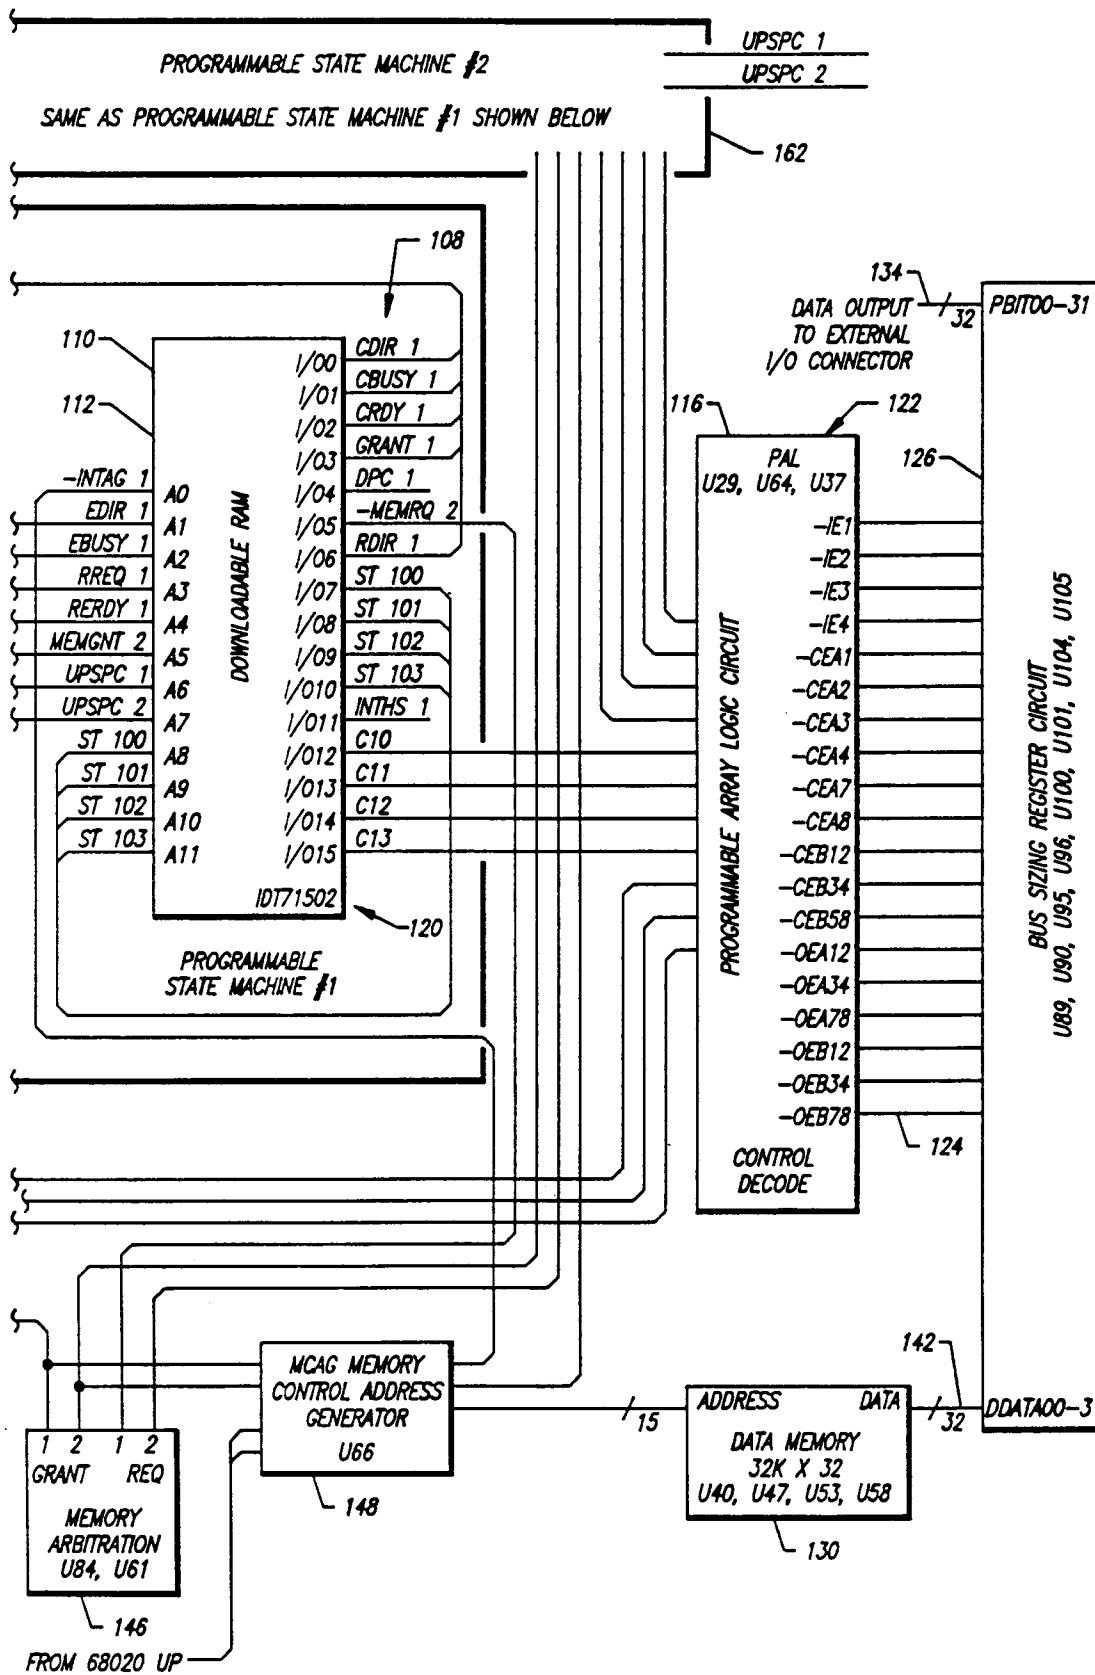 PROGRAMMABLE STATE MACHINE #2
SAME AS PROGRAMMABLE STATE MACHINE #1 SHOWN BELOW
UPSPC 1
UPSPC 2
162
108
134
32
PBIT00-31
DATA OUTPUT
TO EXTERNAL
I/O CONNECTOR
110
112
DOWNLOADABLE RAM
-INTAG 1
EDIR 1
EBUSY 1
RREQ 1
RERDY 1
MEMGNT 2
UPSPC 1
UPSPC 2
ST 100
ST 101
ST 102
ST 103
A0
A1
A2
A3
A4
A5
A6
A7
A8
A9
A10
A11
I/O0
I/O1
I/O2
I/O3
I/O4
I/O5
I/O6
I/O7
I/O8
I/O9
I/O10
I/O11
I/O12
I/O13
I/O14
I/O15
CDIR 1
CBUSY 1
CRDY 1
GRANT 1
DPC 1
-MEMRQ 2
RDIR 1
ST 100
ST 101
ST 102
ST 103
INTHS 1
C10
C11
C12
C13
IDT71502
120
PROGRAMMABLE
STATE MACHINE #1
116
122
PAL
U29, U64, U37
PROGRAMMABLE ARRAY LOGIC CIRCUIT
-IE1
-IE2
-IE3
-IE4
-CEA1
-CEA2
-CEA3
-CEA4
-CEA7
-CEA8
-CEB12
-CEB34
-CEB58
-OEA12
-OEA34
-OEA78
-OEB12
-OEB34
-OEB78
CONTROL
DECODE
124
126
BUS SIZING REGISTER CIRCUIT
U89, U90, U95, U96, U100, U101, U104, U105
142
32
DDATA00-3
MCAG MEMORY
CONTROL ADDRESS
GENERATOR
U66
148
15
ADDRESS DATA
DATA MEMORY
32K X 32
U40, U47, U53, U58
130
1 2 1 2
GRANT REQ
MEMORY
ARBITRATION
U84, U61
146
FROM 68020 UP